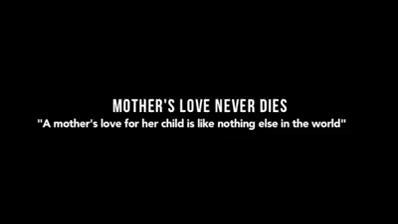 MOTHER'S LOVE NEVER DIES
"A mother's love for her child is like nothing else in the world"